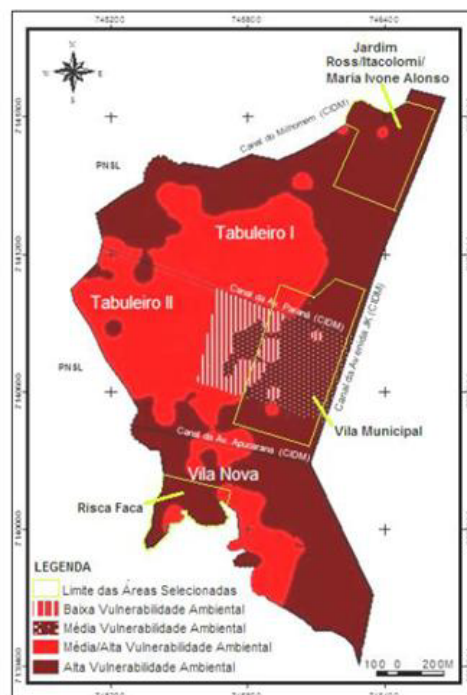 Jardim
Ross/Itacolomi/
Maria Ivone Alonso
Canal do Milhomem (CIDM)
PNSL
Tabuleiro I
Tabuleiro II
Canal da Av. Paraná (CIDM)
Canal da Avenida JK (CIDM)
PNSL
Vila Municipal
Canal da Av. Apucarana (CIDM)
Vila Nova
Risca Faca
LEGENDA
Limite das Áreas Selecionadas
Baixa Vulnerabilidade Ambiental
Média Vulnerabilidade Ambiental
Média/Alta Vulnerabilidade Ambiental
Alta Vulnerabilidade Ambiental
200M